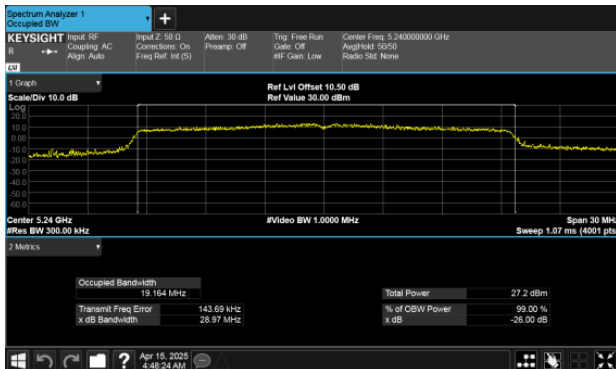 Spectrum Analyzer 1
Occupied BW
+
KEYSIGHT Input: RF Input Z: 50 Ω Atten: 30 dB Trig: Free Run Center Freq: 5.240000000 GHz
R Coupling: AC Corrections: On Preamp: Off Gate: Off Avg|Hold: 50/50
Align: Auto Freq Ref: Int (S) #IF Gain: Low Radio Std: None
LXI
1 Graph
Ref Lvl Offset 10.50 dB
Scale/Div 10.0 dB Ref Value 30.00 dBm
Log
20.0
10.0
0.00
-10.0
-20.0
-30.0
-40.0
-50.0
-60.0
Center 5.24 GHz #Video BW 1.0000 MHz Span 30 MHz
#Res BW 300.00 kHz Sweep 1.07 ms (4001 pts
2 Metrics
Occupied Bandwidth
19.164 MHz Total Power 27.2 dBm
Transmit Freq Error 143.69 kHz % of OBW Power 99.00 %
x dB Bandwidth 28.97 MHz x dB -26.00 dB
? Apr 15, 2025
4:48:24 AM